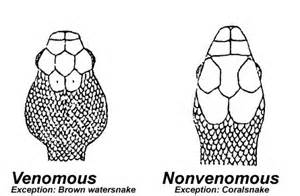 Venomous
Exception: Brown watersnake
Nonvenomous
Exception: Coralsnake